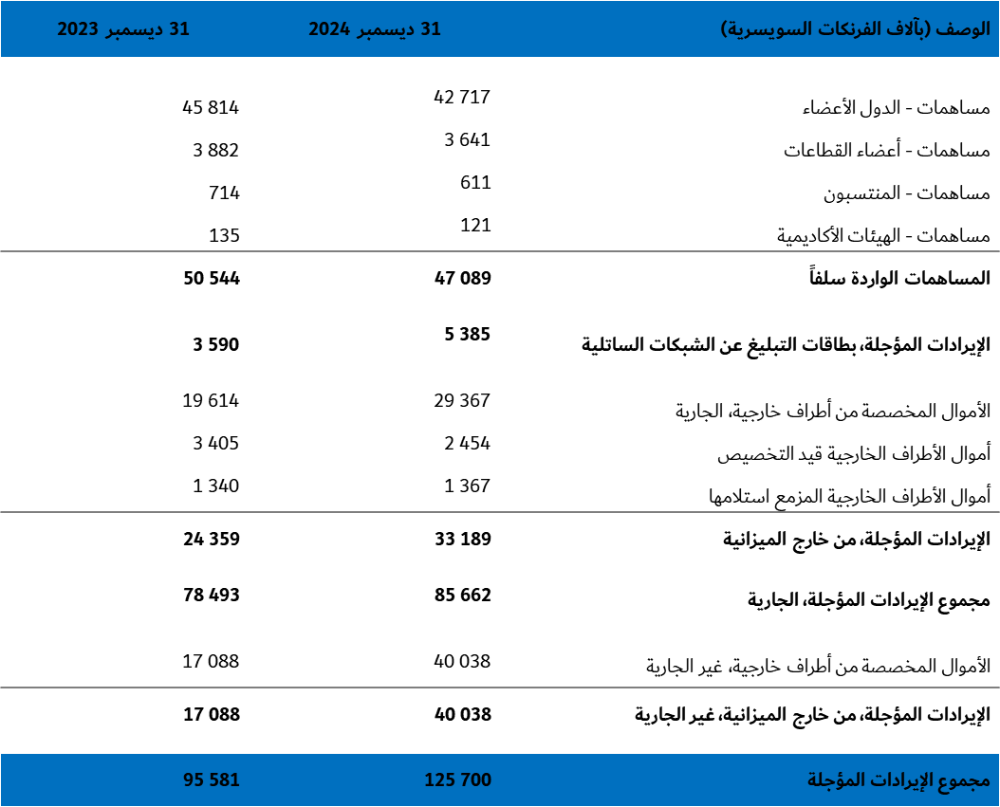 الوصف (بآلاف الفرنكات السويسرية) 31 ديسمبر 2024 31 ديسمبر 2023
مساهمات - الدول الأعضاء 42 717 45 814
مساهمات - أعضاء القطاعات 3 641 3 882
مساهمات - المنتسبون 611 714
مساهمات - الهيئات الأكاديمية 121 135
المساهمات الواردة سلفاً 47 089 50 544
الإيرادات المؤجلة، بطاقات التبليغ عن الشبكات الساتلية 5 385 3 590
الأموال المخصصة من أطراف خارجية، الجارية 29 367 19 614
أموال الأطراف الخارجية قيد التخصيص 2 454 3 405
أموال الأطراف الخارجية المزمع استلامها 1 367 1 340
الإيرادات المؤجلة، من خارج الميزانية 33 189 24 359
مجموع الإيرادات المؤجلة، الجارية 85 662 78 493
الأموال المخصصة من أطراف خارجية، غير الجارية 40 038 17 088
الإيرادات المؤجلة، من خارج الميزانية، غير الجارية 40 038 17 088
مجموع الإيرادات المؤجلة 125 700 95 581